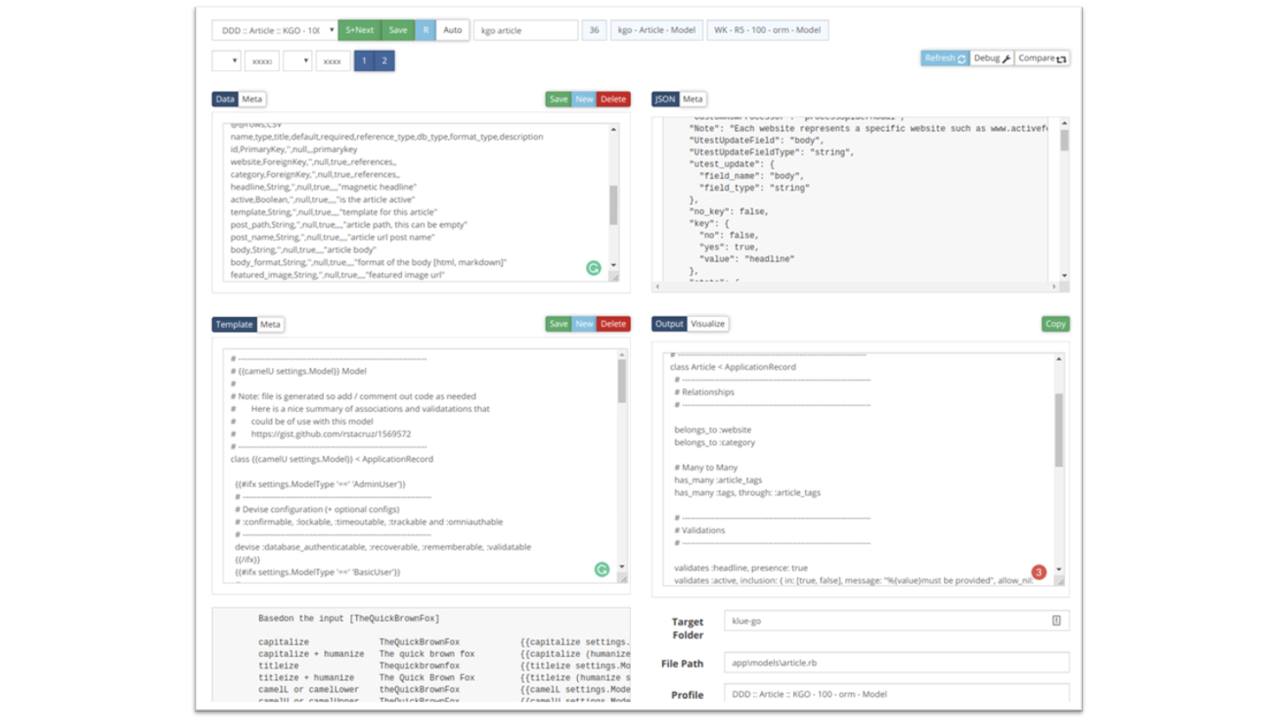 DDD :: Article :: KGO - 10( S+Next Save R Auto kgo article 36 kgo - Article - Model WK - R5 - 100 - orm - Model
xxxxi xxxx 1 2 Refresh Debug Compare
Data Meta Save New Delete
@@rows,CSV
name,type,title,default,required,reference_type,db_type,format_type,description
id,PrimaryKey,'',null,,,primarykey
website,ForeignKey,'',null,true,,references,,
category,ForeignKey,'',null,true,,references,,
headline,String,'',null,true,,,,"magnetic headline"
active,Boolean,'',null,true,,,,"is the article active"
template,String,'',null,true,,,,"template for this article"
post_path,String,'',null,true,,,,"article path, this can be empty"
post_name,String,'',null,true,,,,"article url post name"
body,String,'',null,true,,,,"article body"
body_format,String,'',null,true,,,,"format of the body [html, markdown]"
featured_image,String,'',null,true,,,,"featured image url"
JSON Meta
"Note": "Each website represents a specific website such as www.activef
"UtestUpdateField": "body",
"UtestUpdateFieldType": "string",
"utest_update": {
"field_name": "body",
"field_type": "string"
},
"no_key": false,
"key": {
"no": false,
"yes": true,
"value": "headline"
},
Template Meta Save New Delete
# ----------------------------------------------------------------------
# {{camelU settings.Model}} Model
#
# Note: file is generated so add / comment out code as needed
# Here is a nice summary of associations and validatations that
# could be of use with this model
# https://gist.github.com/rstacruz/1569572
# ----------------------------------------------------------------------
class {{camelU settings.Model}} < ApplicationRecord
{{#ifx settings.ModelType '==' 'AdminUser'}}
# ----------------------------------------------------------------------
# Devise configuration (+ optional configs)
# :confirmable, :lockable, :timeoutable, :trackable and :omniauthable
# ----------------------------------------------------------------------
devise :database_authenticatable, :recoverable, :rememberable, :validatable
{{/ifx}}
{{#ifx settings.ModelType '==' 'BasicUser'}}
Output Visualize Copy
# ----------------------------------------------------------------------
class Article < ApplicationRecord
# ----------------------------------------------------------------------
# Relationships
# ----------------------------------------------------------------------
belongs_to :website
belongs_to :category
# Many to Many
has_many :article_tags
has_many :tags, through: :article_tags
# ----------------------------------------------------------------------
# Validations
# ----------------------------------------------------------------------
validates :headline, presence: true
validates :active, inclusion: { in: [true, false], message: "%{value}must be provided", allow_nil:
3
Basedon the input [TheQuickBrownFox]
capitalize TheQuickBrownFox {{capitalize settings.
capitalize + humanize The quick brown fox {{capitalize (humanize
titleize Thequickbrownfox {{titleize settings.Mo
titleize + humanize The Quick Brown Fox {{titleize (humanize s
camelL or camelLower theQuickBrownFox {{camelL settings.Mode
camelU or camelUpper TheQuickBrownFox {{camelU settings.Mode
Target Folder klue-go
File Path app\models\article.rb
Profile DDD :: Article :: KGO - 100 - orm - Model